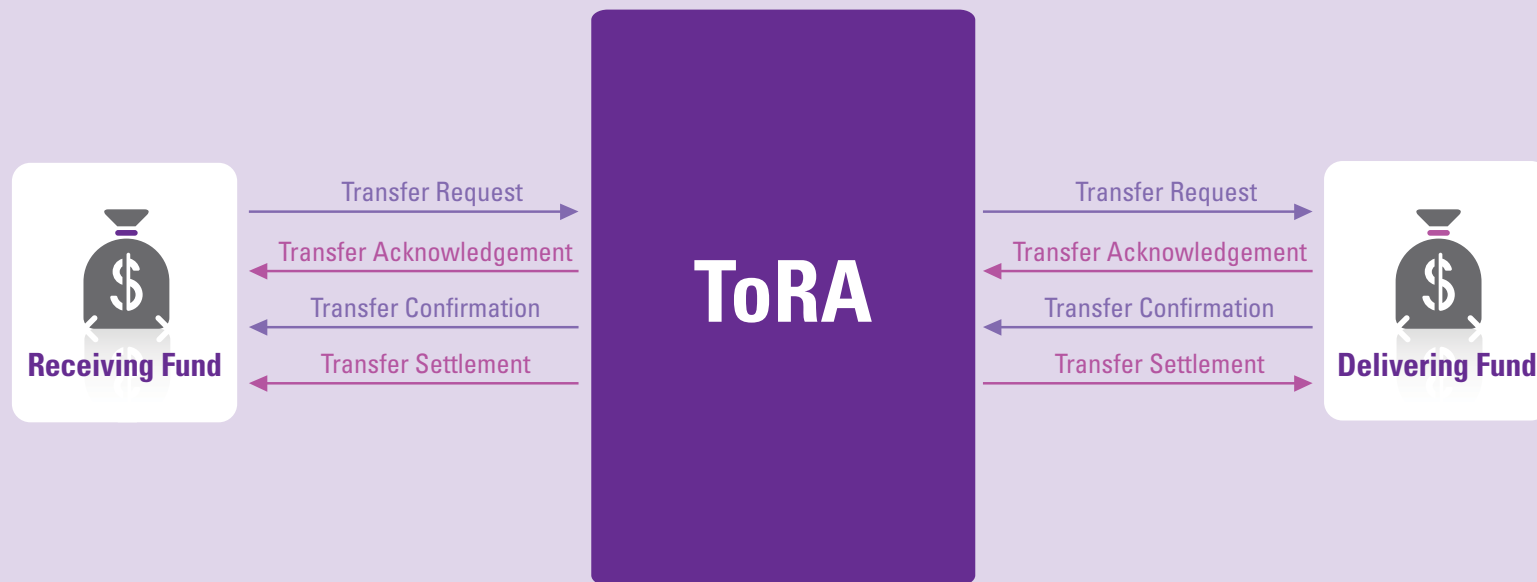 Transfer Request
Transfer Acknowledgement
Transfer Confirmation
Transfer Settlement
$
Receiving Fund
ToRA
Transfer Request
Transfer Acknowledgement
Transfer Confirmation
Transfer Settlement
$
Delivering Fund